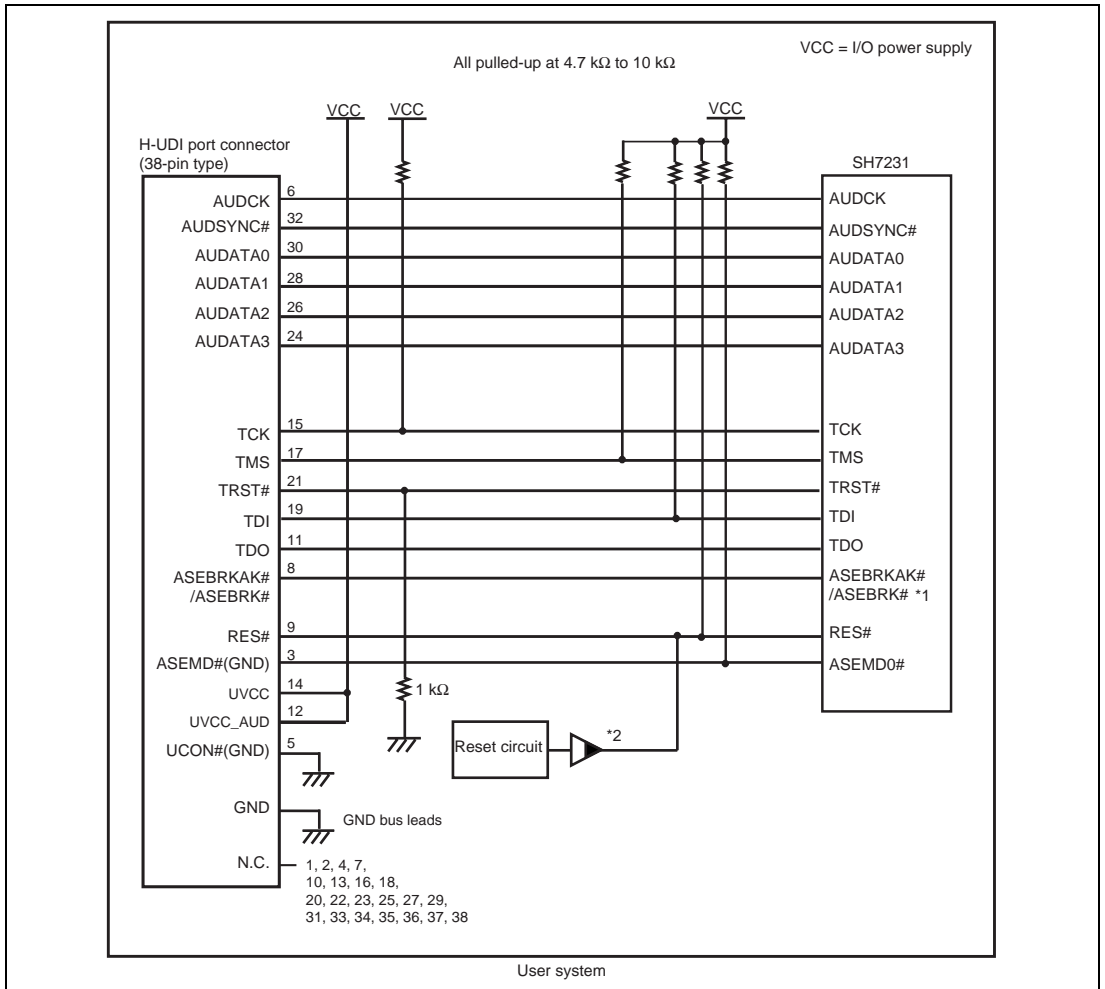 VCC = I/O power supply
All pulled-up at 4.7 kΩ to 10 kΩ
VCC
VCC
VCC
H-UDI port connector
(38-pin type)
SH7231
AUDCK
6
AUDCK
AUDSYNC#
32
AUDSYNC#
AUDATA0
30
AUDATA0
AUDATA1
28
AUDATA1
AUDATA2
26
AUDATA2
AUDATA3
24
AUDATA3
TCK
15
TCK
TMS
17
TMS
TRST#
21
TRST#
TDI
19
TDI
TDO
11
TDO
ASEBRKAK#
/ASEBRK#
8
ASEBRKAK#
/ASEBRK# *1
RES#
9
RES#
ASEMD#(GND)
3
ASEMD0#
UVCC
14
1 kΩ
UVCC_AUD
12
UCON#(GND)
5
Reset circuit
*2
GND
GND bus leads
N.C.
1, 2, 4, 7,
10, 13, 16, 18,
20, 22, 23, 25, 27, 29,
31, 33, 34, 35, 36, 37, 38
User system